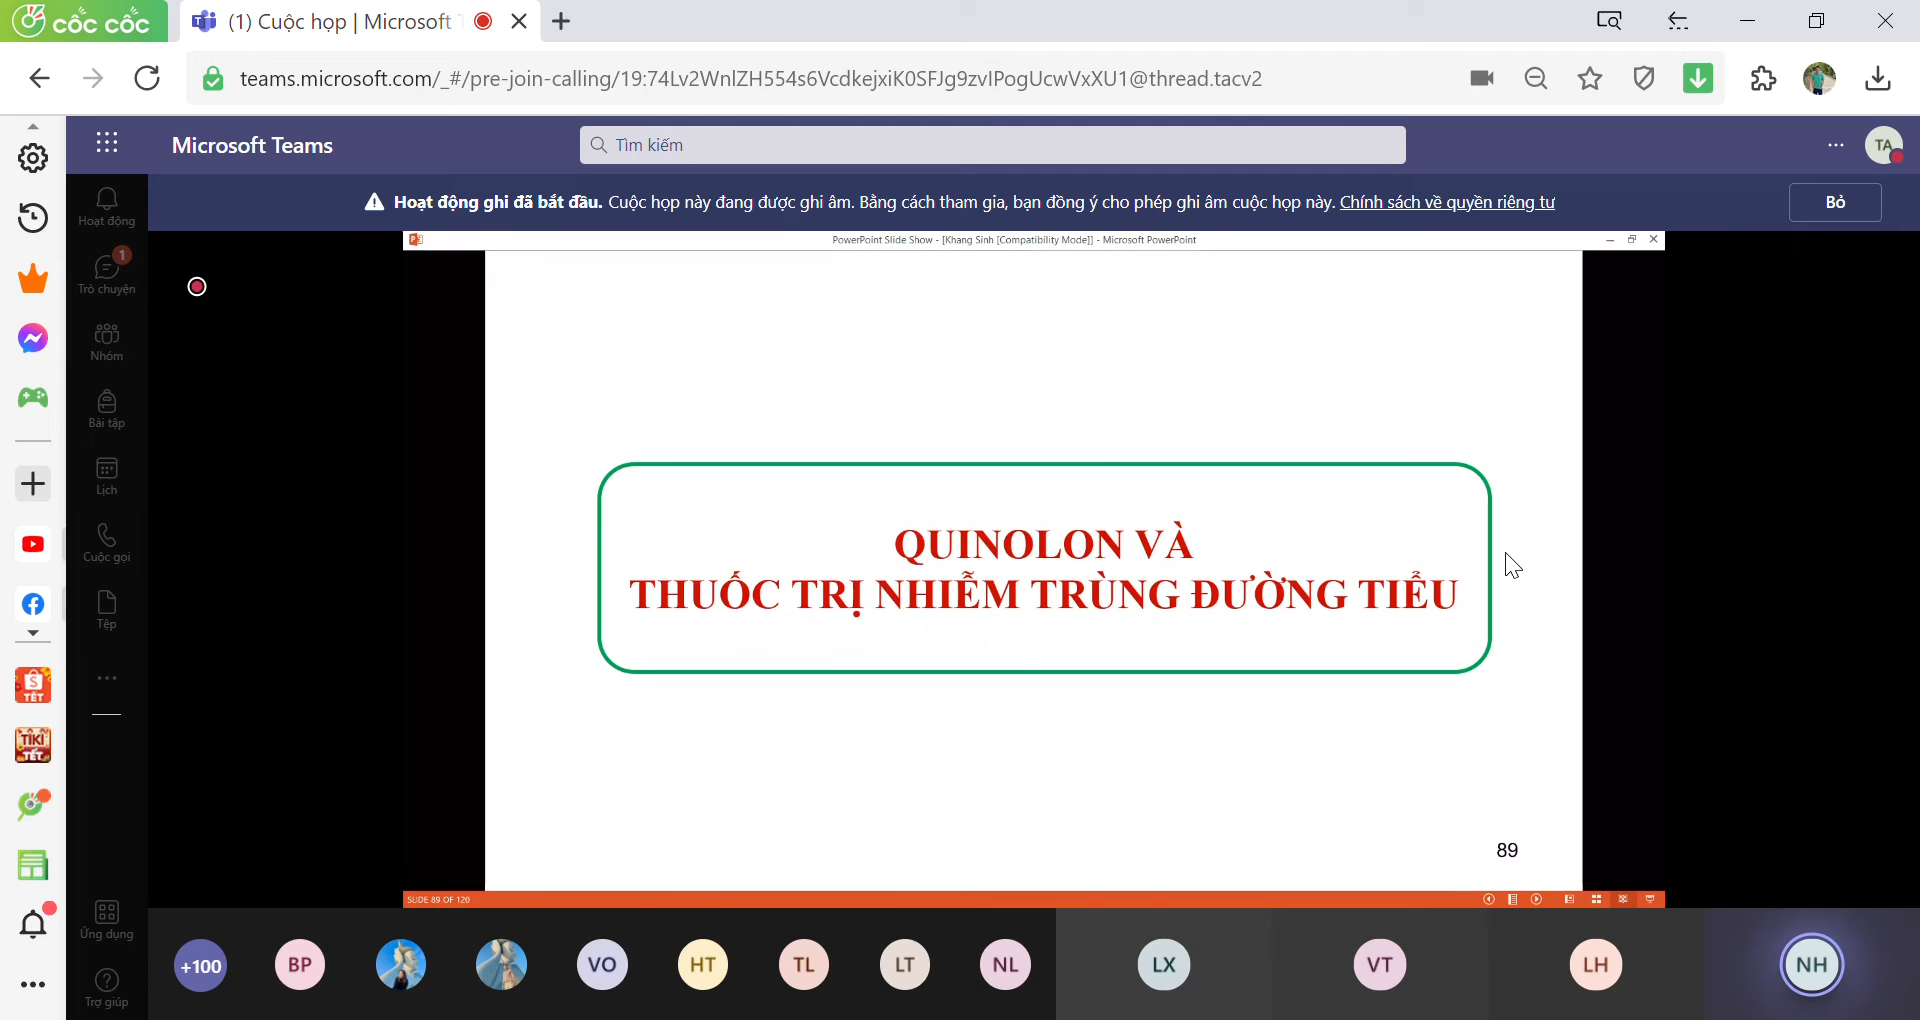 cốc cốc
(1) Cuộc họp | Microsoft
teams.microsoft.com/_#/pre-join-calling/19:74Lv2WnlZH554s6VcdkejxiK0SFJg9zvlPogUcwVxXU1@thread.tacv2
Microsoft Teams
Tìm kiếm
TA
Hoạt động ghi đã bắt đầu. Cuộc họp này đang được ghi âm. Bằng cách tham gia, bạn đồng ý cho phép ghi âm cuộc họp này. Chính sách về quyền riêng tư
Bỏ
Hoạt động
1
Trò chuyện
Nhóm
Bài tập
Lịch
Cuộc gọi
Tệp
Ứng dụng
Trợ giúp
S
TẾT
TIKI
TẾT
PowerPoint Slide Show - [Khang Sinh [Compatibility Mode]] - Microsoft PowerPoint
QUINOLON VÀ
THUỐC TRỊ NHIỄM TRÙNG ĐƯỜNG TIỂU
89
SLIDE 89 OF 120
+100
BP
VO
HT
TL
LT
NL
LX
VT
LH
NH